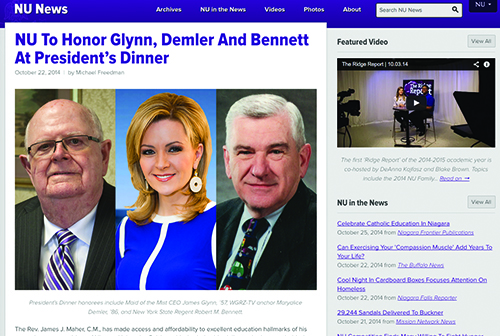 NU News
Archives NU in the News Videos Photos About
Search NU News
NU
NU To Honor Glynn, Demler And Bennett
At President's Dinner
October 22, 2014 | by Michael Freedman
President's Dinner honorees include Maid of the Mist CEO James Glynn, '57, WGRZ-TV anchor Maryalice
Demler, '86, and New York State Regent Robert M. Bennett.
The Rev. James J. Maher, C.M., has made access and affordability to excellent education hallmarks of his
Featured Video
View All
The Ridge Report | 10.03.14
The first 'Ridge Report' of the 2014-2015 academic year is
co-hosted by DeAnna Kajfasz and Blake Brown. Topics
include the 2014 NU Family... Read on →
NU in the News
View All
Celebrate Catholic Education In Niagara
October 25, 2014 from Niagara Frontier Publications
Can Exercising Your 'Compassion Muscle' Add Years To
Your Life?
October 22, 2014 from The Buffalo News
Cool Night In Cardboard Boxes Focuses Attention On
Homeless
October 22, 2014 from Niagara Falls Reporter
29,244 Sandals Delivered To Buckner
October 21, 2014 from Mission Network News